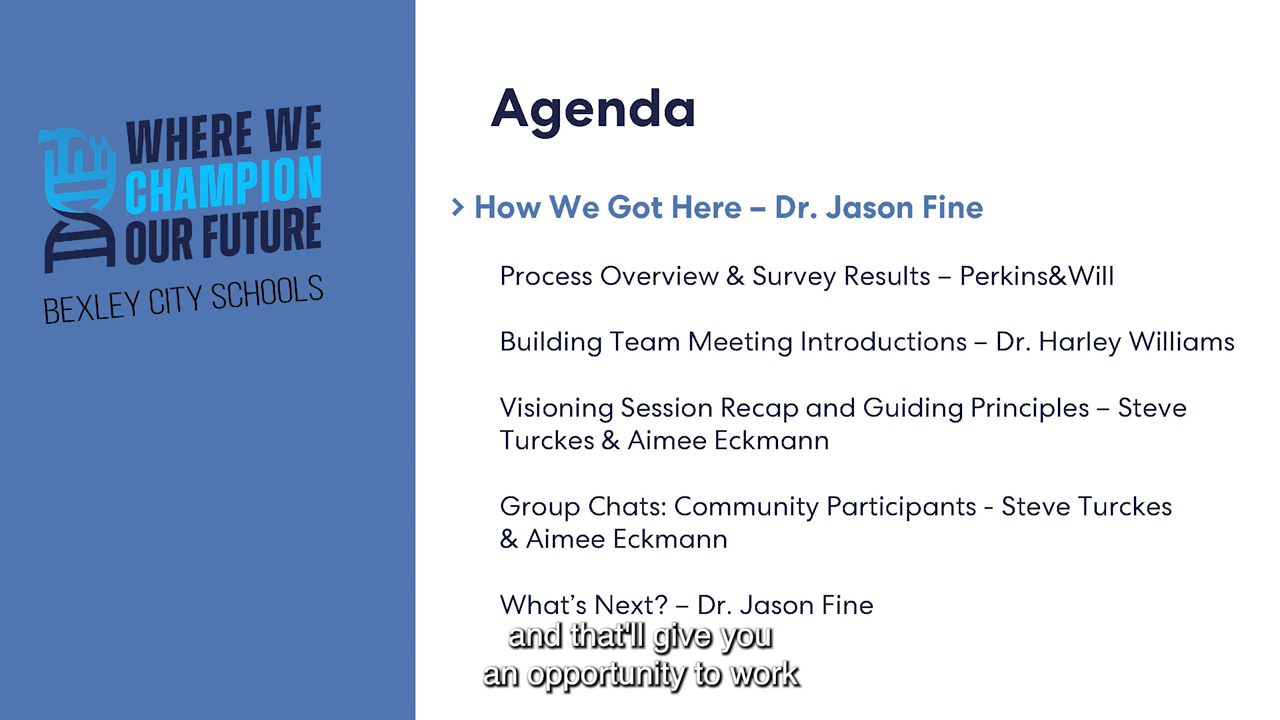 WHERE WE
CHAMPION
OUR FUTURE
BEXLEY CITY SCHOOLS
Agenda
> How We Got Here – Dr. Jason Fine
Process Overview & Survey Results – Perkins&Will
Building Team Meeting Introductions – Dr. Harley Williams
Visioning Session Recap and Guiding Principles – Steve
Turckes & Aimee Eckmann
Group Chats: Community Participants - Steve Turckes
& Aimee Eckmann
What’s Next? – Dr. Jason Fine
and that'll give you
an opportunity to work